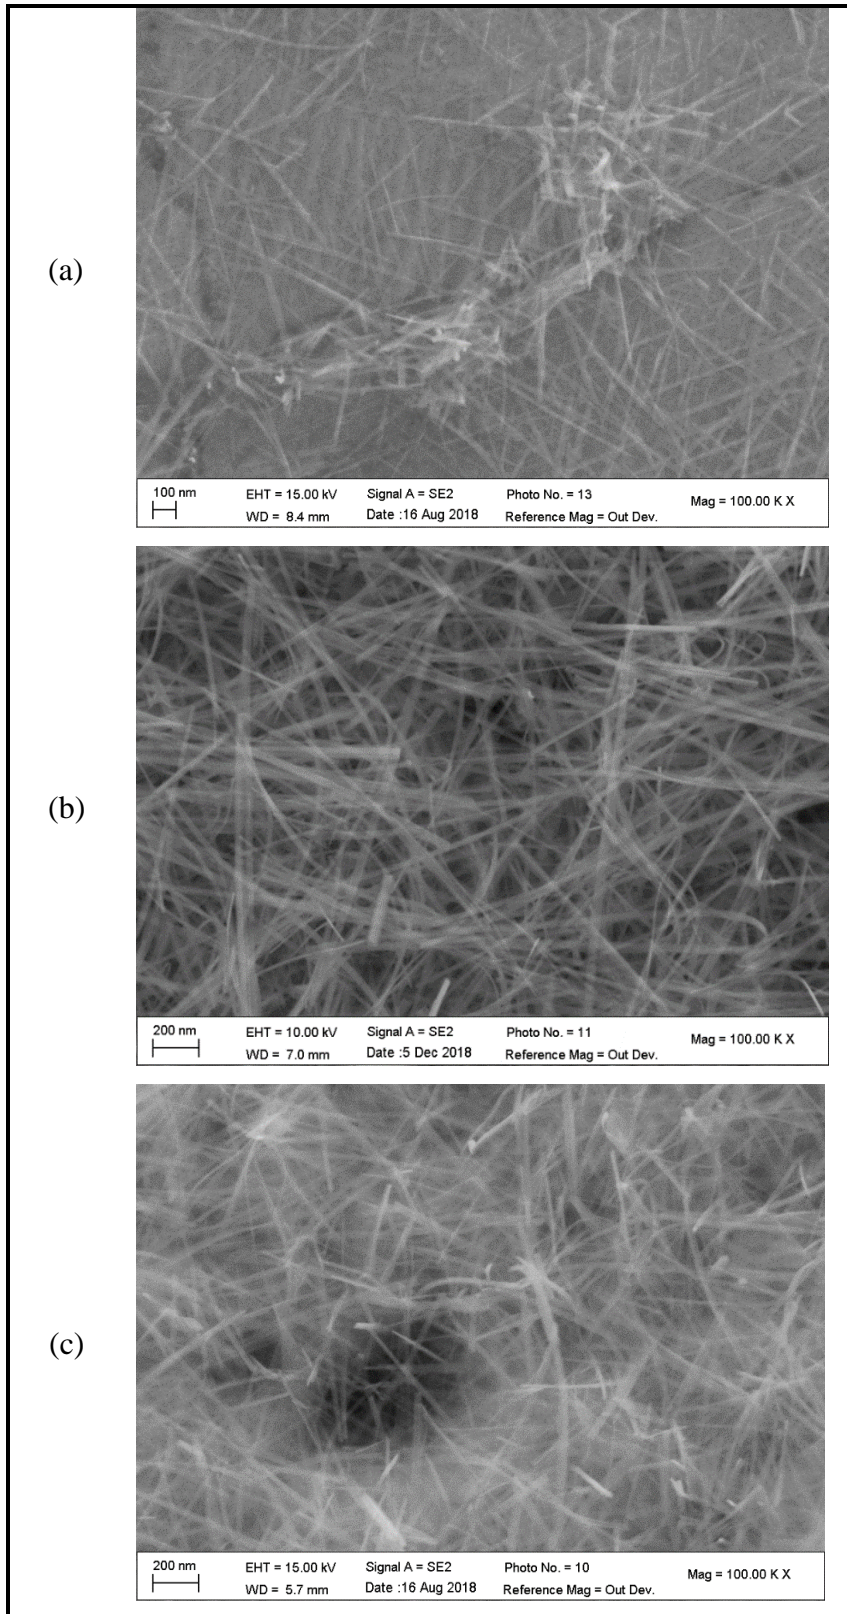 (a)
100 nm EHT = 15.00 kV Signal A = SE2 Photo No. = 13 Mag = 100.00 K X
WD = 8.4 mm Date :16 Aug 2018 Reference Mag = Out Dev.
(b)
200 nm EHT = 10.00 kV Signal A = SE2 Photo No. = 11 Mag = 100.00 K X
WD = 7.0 mm Date :5 Dec 2018 Reference Mag = Out Dev.
(c)
200 nm EHT = 15.00 kV Signal A = SE2 Photo No. = 10 Mag = 100.00 K X
WD = 5.7 mm Date :16 Aug 2018 Reference Mag = Out Dev.